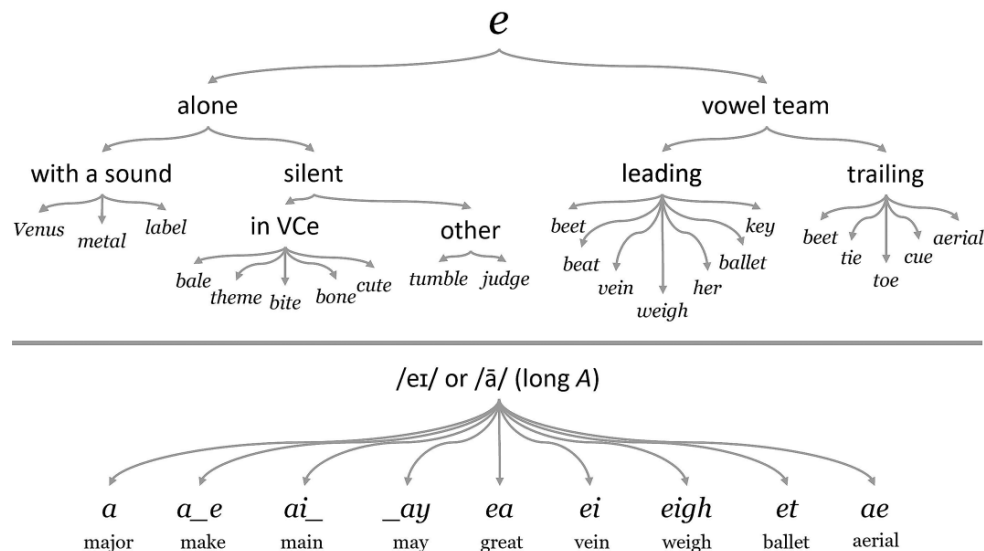 e
alone
vowel team
with a sound
silent
leading
trailing
Venus
metal
label
in VCe
other
bale
theme
bite
bone
cute
tumble
judge
beet
beat
vein
weigh
her
ballet
key
beet
tie
toe
cue
aerial
/eɪ/ or /ā/ (long A)
a a_e ai_ _ay ea ei eigh et ae
major make main may great vein weigh ballet aerial